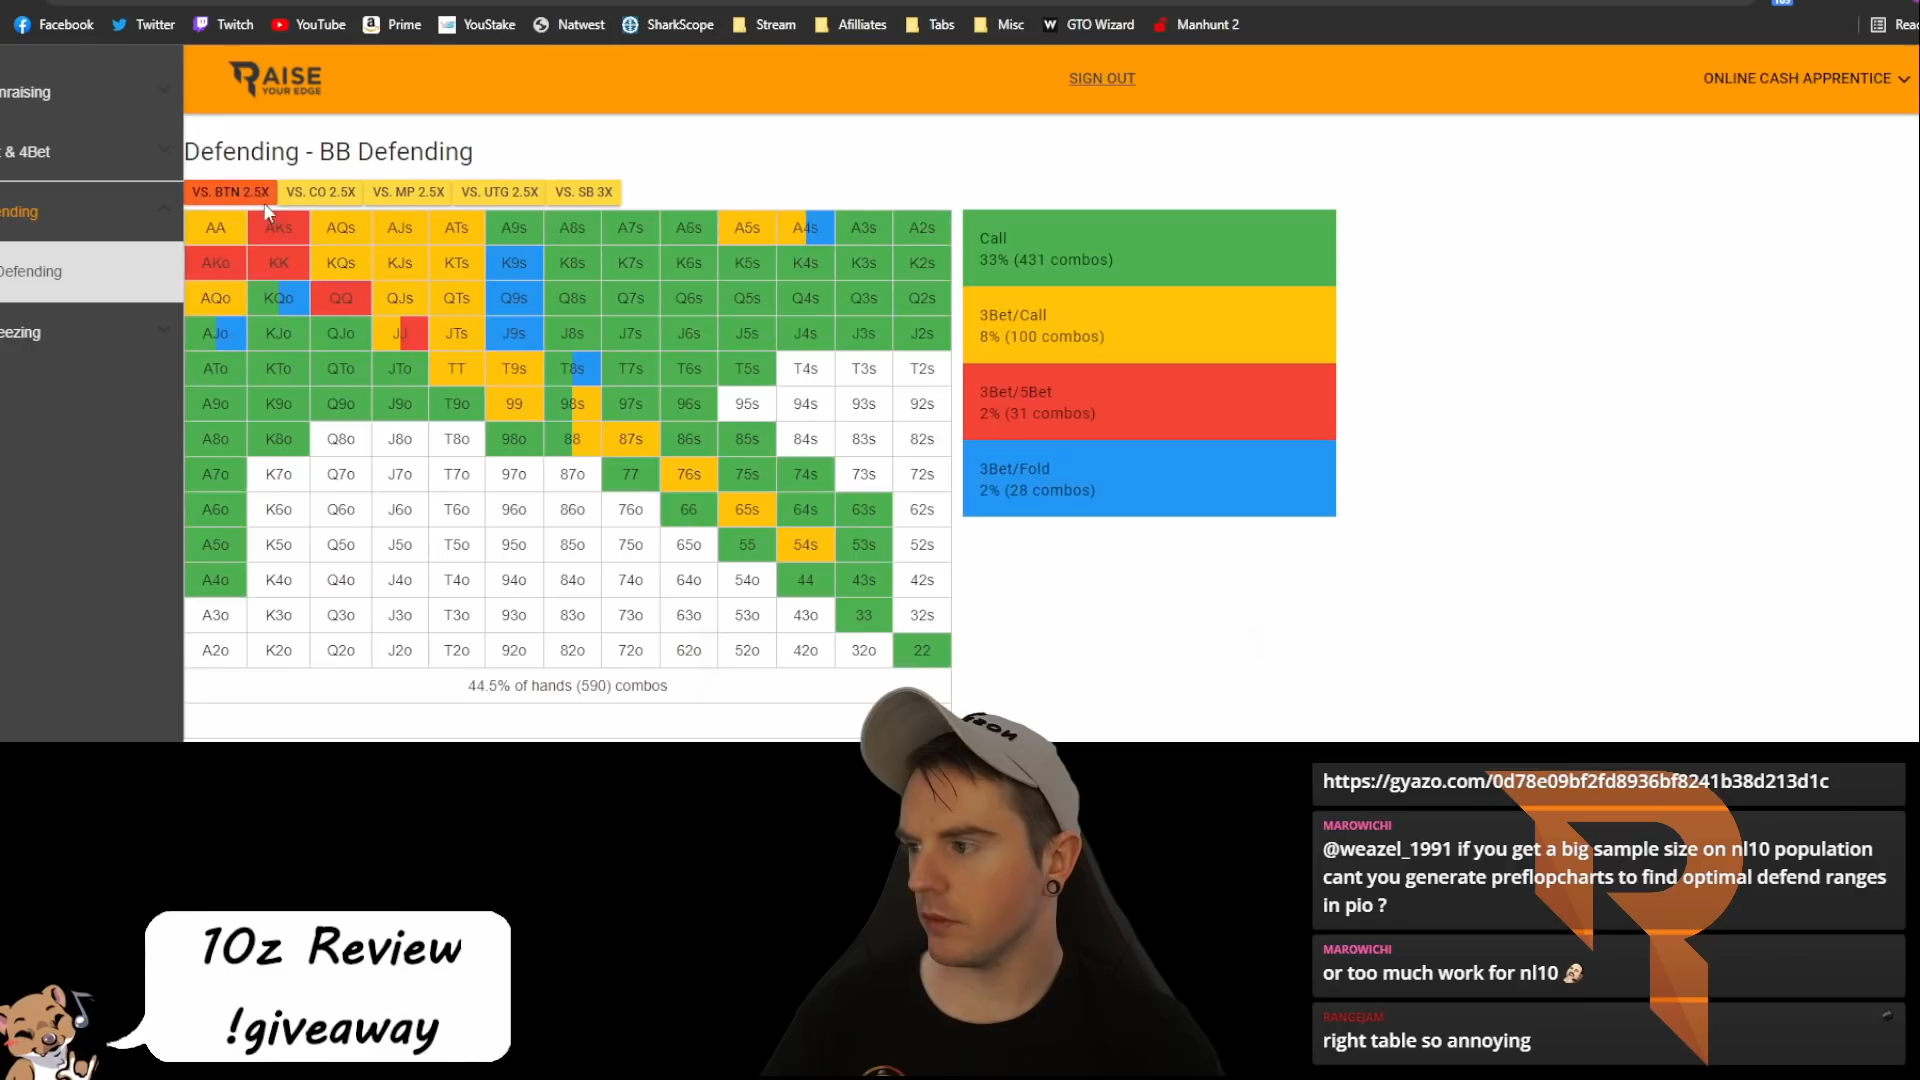 Facebook Twitter Twitch YouTube Prime YouStake Natwest SharkScope Stream Afilliates Tabs Misc GTO Wizard Manhunt 2 Reac
RAISE YOUR EDGE SIGN OUT ONLINE CASH APPRENTICE
nraising
t & 4Bet
ending
Defending
eezing
Defending - BB Defending
VS. BTN 2.5X VS. CO 2.5X VS. MP 2.5X VS. UTG 2.5X VS. SB 3X
AA AKs AQs AJs ATs A9s A8s A7s A6s A5s A4s A3s A2s
AKo KK KQs KJs KTs K9s K8s K7s K6s K5s K4s K3s K2s
AQo KQo QQ QJs QTs Q9s Q8s Q7s Q6s Q5s Q4s Q3s Q2s
AJo KJo QJo JJ JTs J9s J8s J7s J6s J5s J4s J3s J2s
ATo KTo QTo JTo TT T9s T8s T7s T6s T5s T4s T3s T2s
A9o K9o Q9o J9o T9o 99 98s 97s 96s 95s 94s 93s 92s
A8o K8o Q8o J8o T8o 98o 88 87s 86s 85s 84s 83s 82s
A7o K7o Q7o J7o T7o 97o 87o 77 76s 75s 74s 73s 72s
A6o K6o Q6o J6o T6o 96o 86o 76o 66 65s 64s 63s 62s
A5o K5o Q5o J5o T5o 95o 85o 75o 65o 55 54s 53s 52s
A4o K4o Q4o J4o T4o 94o 84o 74o 64o 54o 44 43s 42s
A3o K3o Q3o J3o T3o 93o 83o 73o 63o 53o 43o 33 32s
A2o K2o Q2o J2o T2o 92o 82o 72o 62o 52o 42o 32o 22
44.5% of hands (590) combos
Call
33% (431 combos)
3Bet/Call
8% (100 combos)
3Bet/5Bet
2% (31 combos)
3Bet/Fold
2% (28 combos)
10z Review
!giveaway
https://gyazo.com/0d78e09bf2fd8936bf8241b38d213d1c
MAROWICHI
@weazel_1991 if you get a big sample size on nl10 population
cant you generate preflopcharts to find optimal defend ranges
in pio ?
MAROWICHI
or too much work for nl10
RANGEJAM
right table so annoying